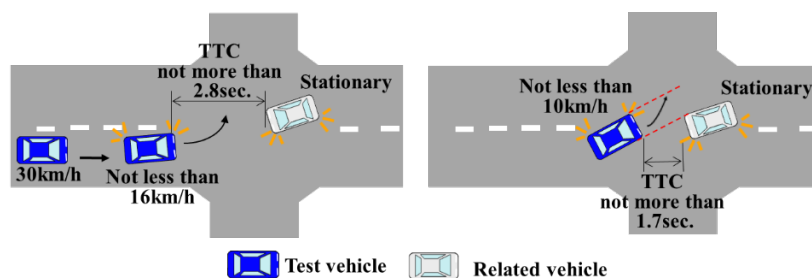 TTC
not more than
2.8sec.
Stationary
30km/h
Not less than
16km/h
Not less than
10km/h
Stationary
TTC
not more than
1.7sec.
Test vehicle
Related vehicle